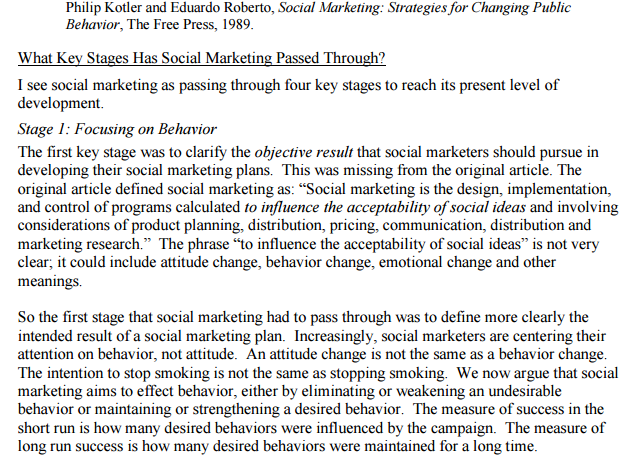 Philip Kotler and Eduardo Roberto, Social Marketing: Strategies for Changing Public
Behavior, The Free Press, 1989.
What Key Stages Has Social Marketing Passed Through?
I see social marketing as passing through four key stages to reach its present level of
development.
Stage 1: Focusing on Behavior
The first key stage was to clarify the objective result that social marketers should pursue in
developing their social marketing plans.  This was missing from the original article. The
original article defined social marketing as: “Social marketing is the design, implementation,
and control of programs calculated to influence the acceptability of social ideas and involving
considerations of product planning, distribution, pricing, communication, distribution and
marketing research.”  The phrase “to influence the acceptability of social ideas” is not very
clear; it could include attitude change, behavior change, emotional change and other
meanings.
So the first stage that social marketing had to pass through was to define more clearly the
intended result of a social marketing plan.  Increasingly, social marketers are centering their
attention on behavior, not attitude.  An attitude change is not the same as a behavior change.
The intention to stop smoking is not the same as stopping smoking.  We now argue that social
marketing aims to effect behavior, either by eliminating or weakening an undesirable
behavior or maintaining or strengthening a desired behavior.  The measure of success in the
short run is how many desired behaviors were influenced by the campaign.  The measure of
long run success is how many desired behaviors were maintained for a long time.